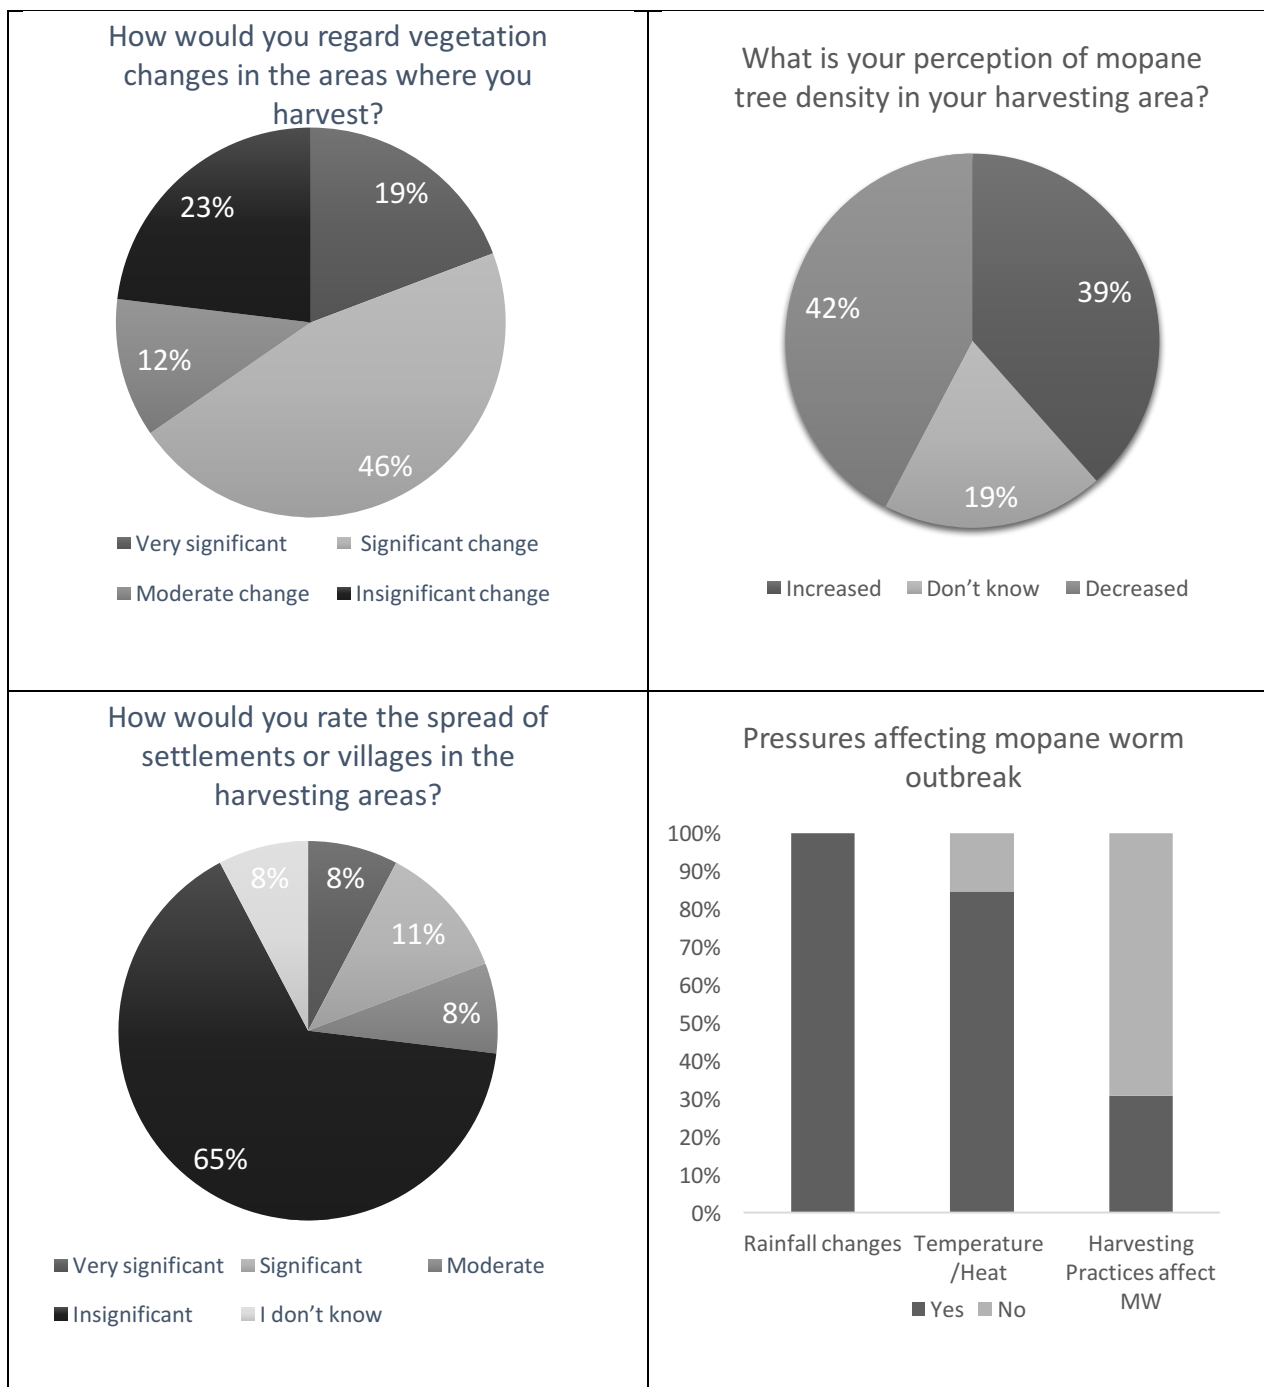 How would you regard vegetation
changes in the areas where you
harvest?
19%
46%
12%
23%
Very significant
Significant change
Moderate change
Insignificant change
What is your perception of mopane
tree density in your harvesting area?
39%
19%
42%
Increased
Don’t know
Decreased
How would you rate the spread of
settlements or villages in the
harvesting areas?
8%
11%
8%
65%
8%
Very significant
Significant
Moderate
Insignificant
I don’t know
Pressures affecting mopane worm
outbreak
100%
90%
80%
70%
60%
50%
40%
30%
20%
10%
0%
Rainfall changes
Temperature
/Heat
Harvesting
Practices affect
MW
Yes
No